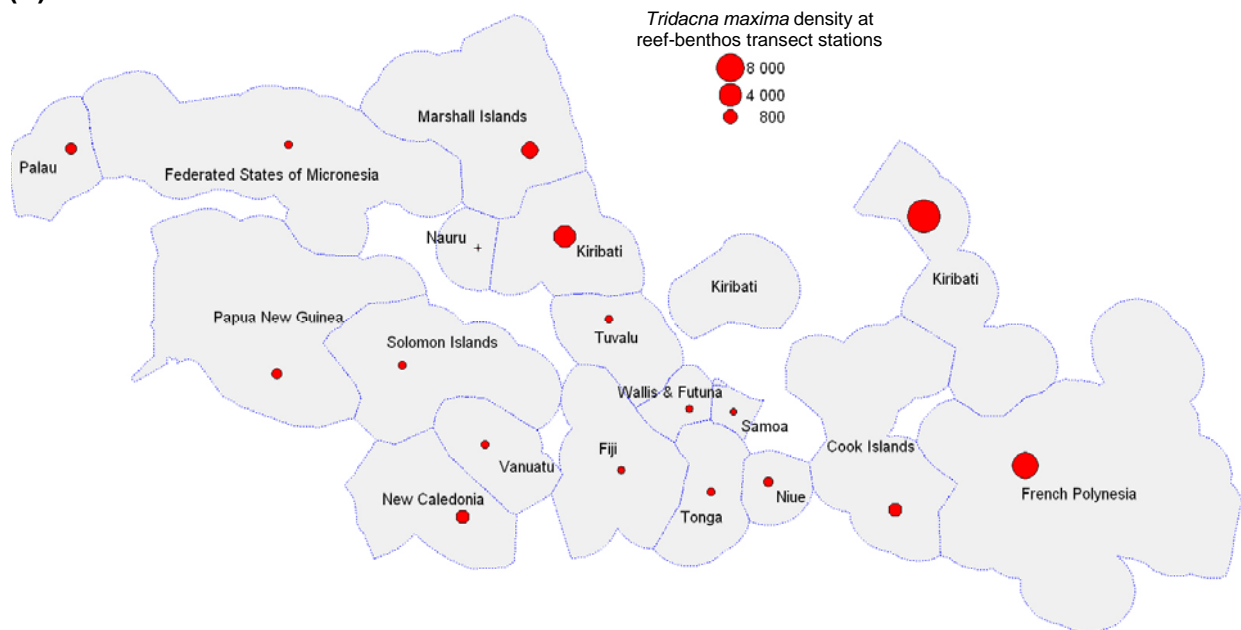 Tridacna maxima density at
reef-benthos transect stations
8 000
4 000
800
Marshall Islands
Palau
Federated States of Micronesia
Nauru
Kiribati
Kiribati
Kiribati
Papua New Guinea
Solomon Islands
Tuvalu
Wallis & Futuna
Samoa
Fiji
Vanuatu
Cook Islands
New Caledonia
Tonga
Niue
French Polynesia